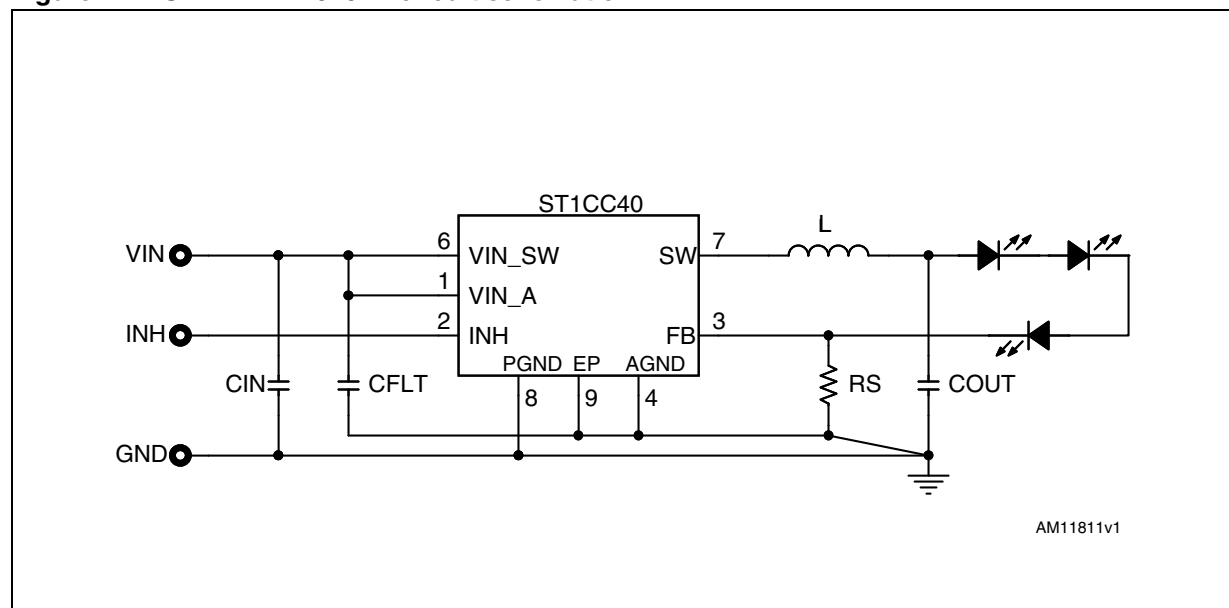 ST1CC40
VIN
6
VIN_SW
SW
7
L
1
VIN_A
INH
2
INH
FB
3
PGND
EP
AGND
CIN
CFLT
8
9
4
RS
COUT
GND
AM11811v1